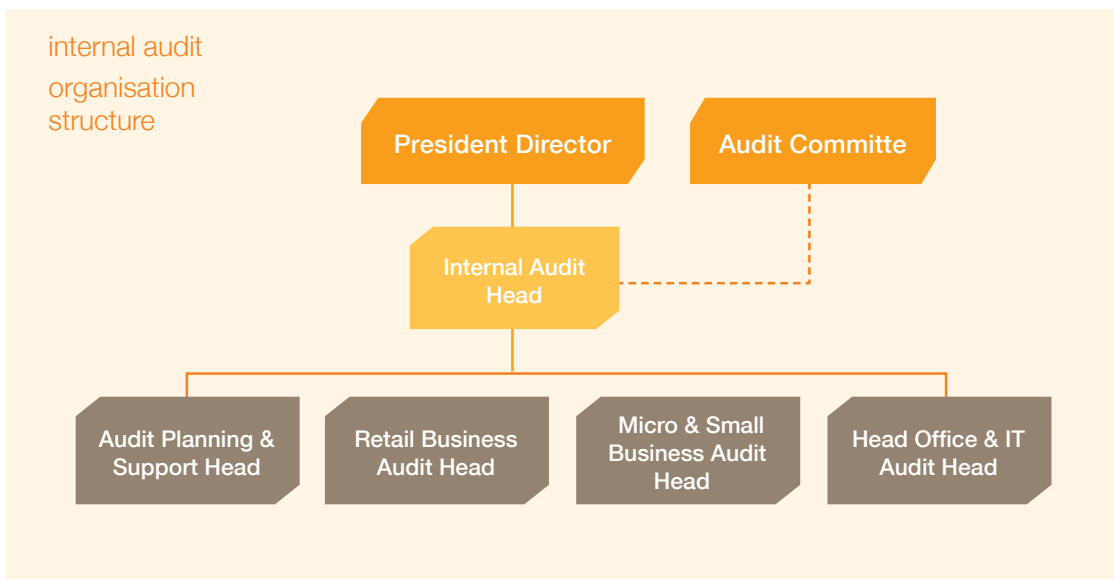 internal audit
organisation
structure
President Director
Audit Committe
Internal Audit
Head
Audit Planning &
Support Head
Retail Business
Audit Head
Micro & Small
Business Audit
Head
Head Office & IT
Audit Head